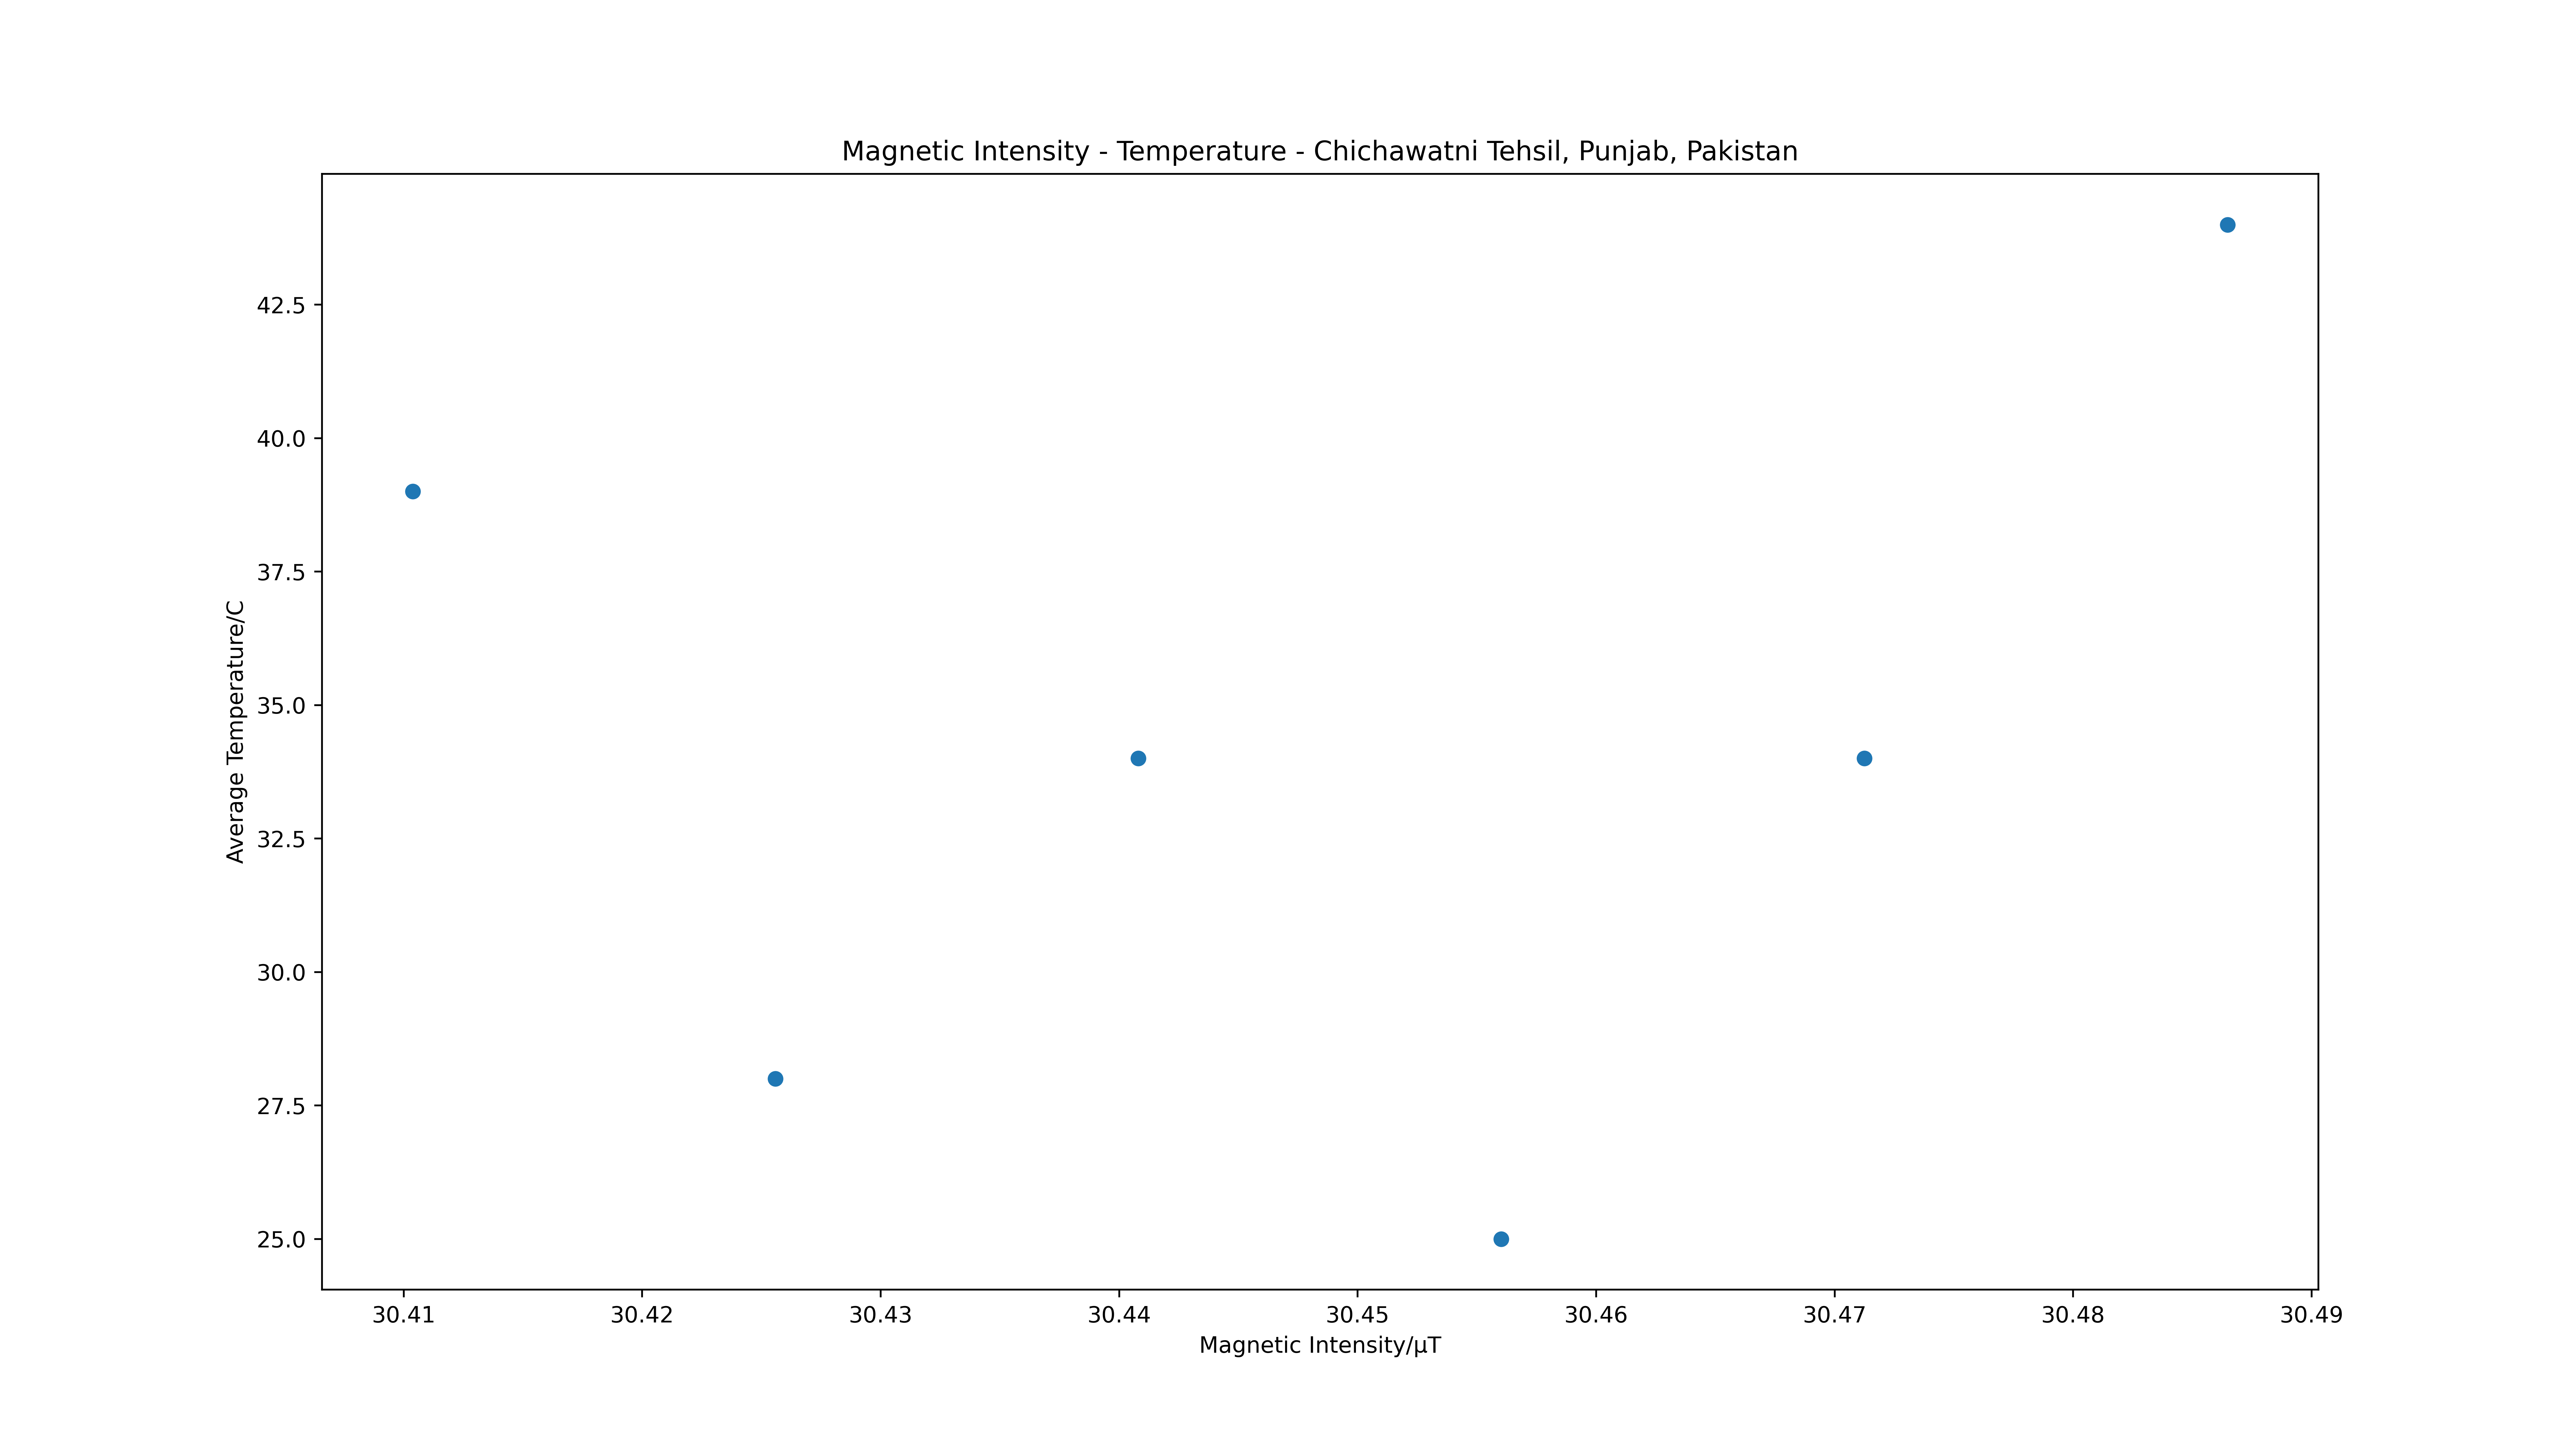 Magnetic Intensity - Temperature - Chichawatni Tehsil, Punjab, Pakistan
42.5
40.0
37.5
35.0
32.5
30.0
27.5
25.0
Average Temperature/C
30.41 30.42 30.43 30.44 30.45 30.46 30.47 30.48 30.49
Magnetic Intensity/μT